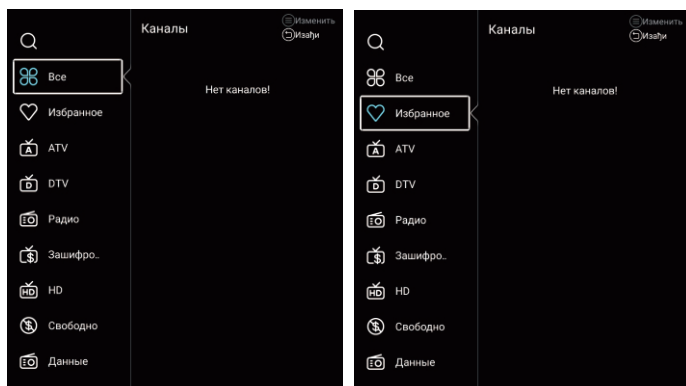 Каналы
Изменить
Изађи
Все
Нет каналов!
Избранное
ATV
DTV
Радио
Зашифро..
HD
Свободно
Данные
Каналы
Изменить
Изађи
Все
Нет каналов!
Избранное
ATV
DTV
Радио
Зашифро..
HD
Свободно
Данные